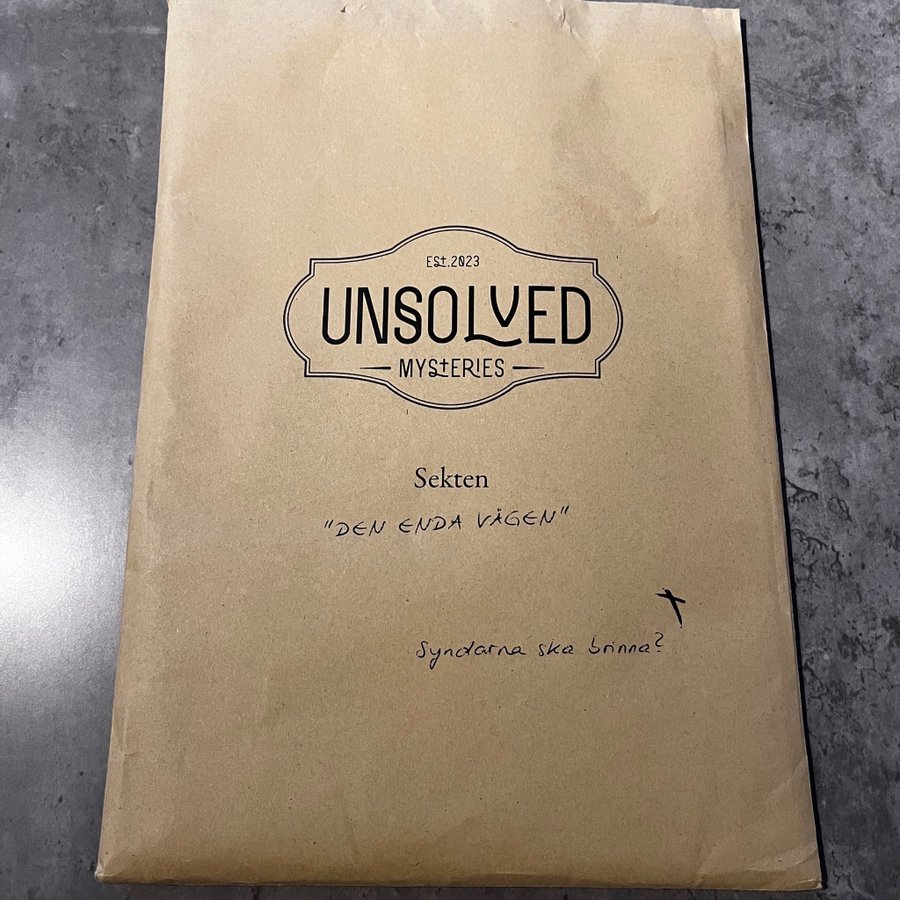 EST.2023
UNSOLVED
MYSTERIES
Sekten
"DEN ENDA VÄGEN"
Syndarna ska brinna?